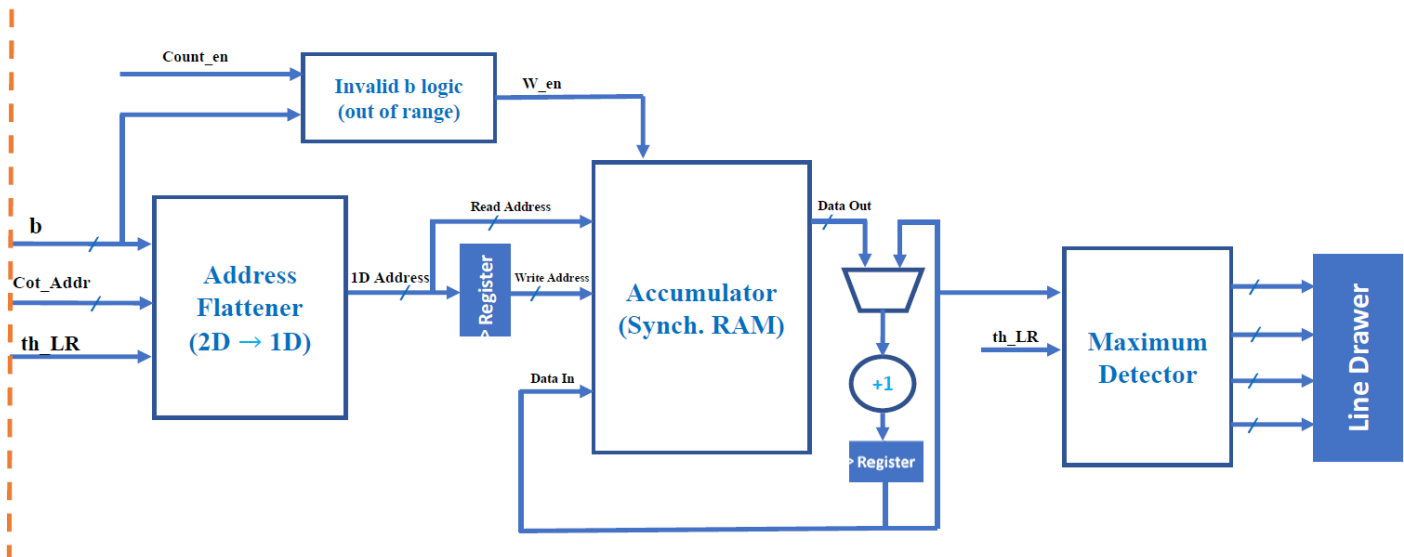 Count_en
Invalid b logic
(out of range)
W_en
b
Cot_Addr
th_LR
Address
Flattener
(2D → 1D)
1D Address
Read Address
> Register
Write Address
Data In
Accumulator
(Synch. RAM)
Data Out
+1
> Register
th_LR
Maximum
Detector
Line Drawer